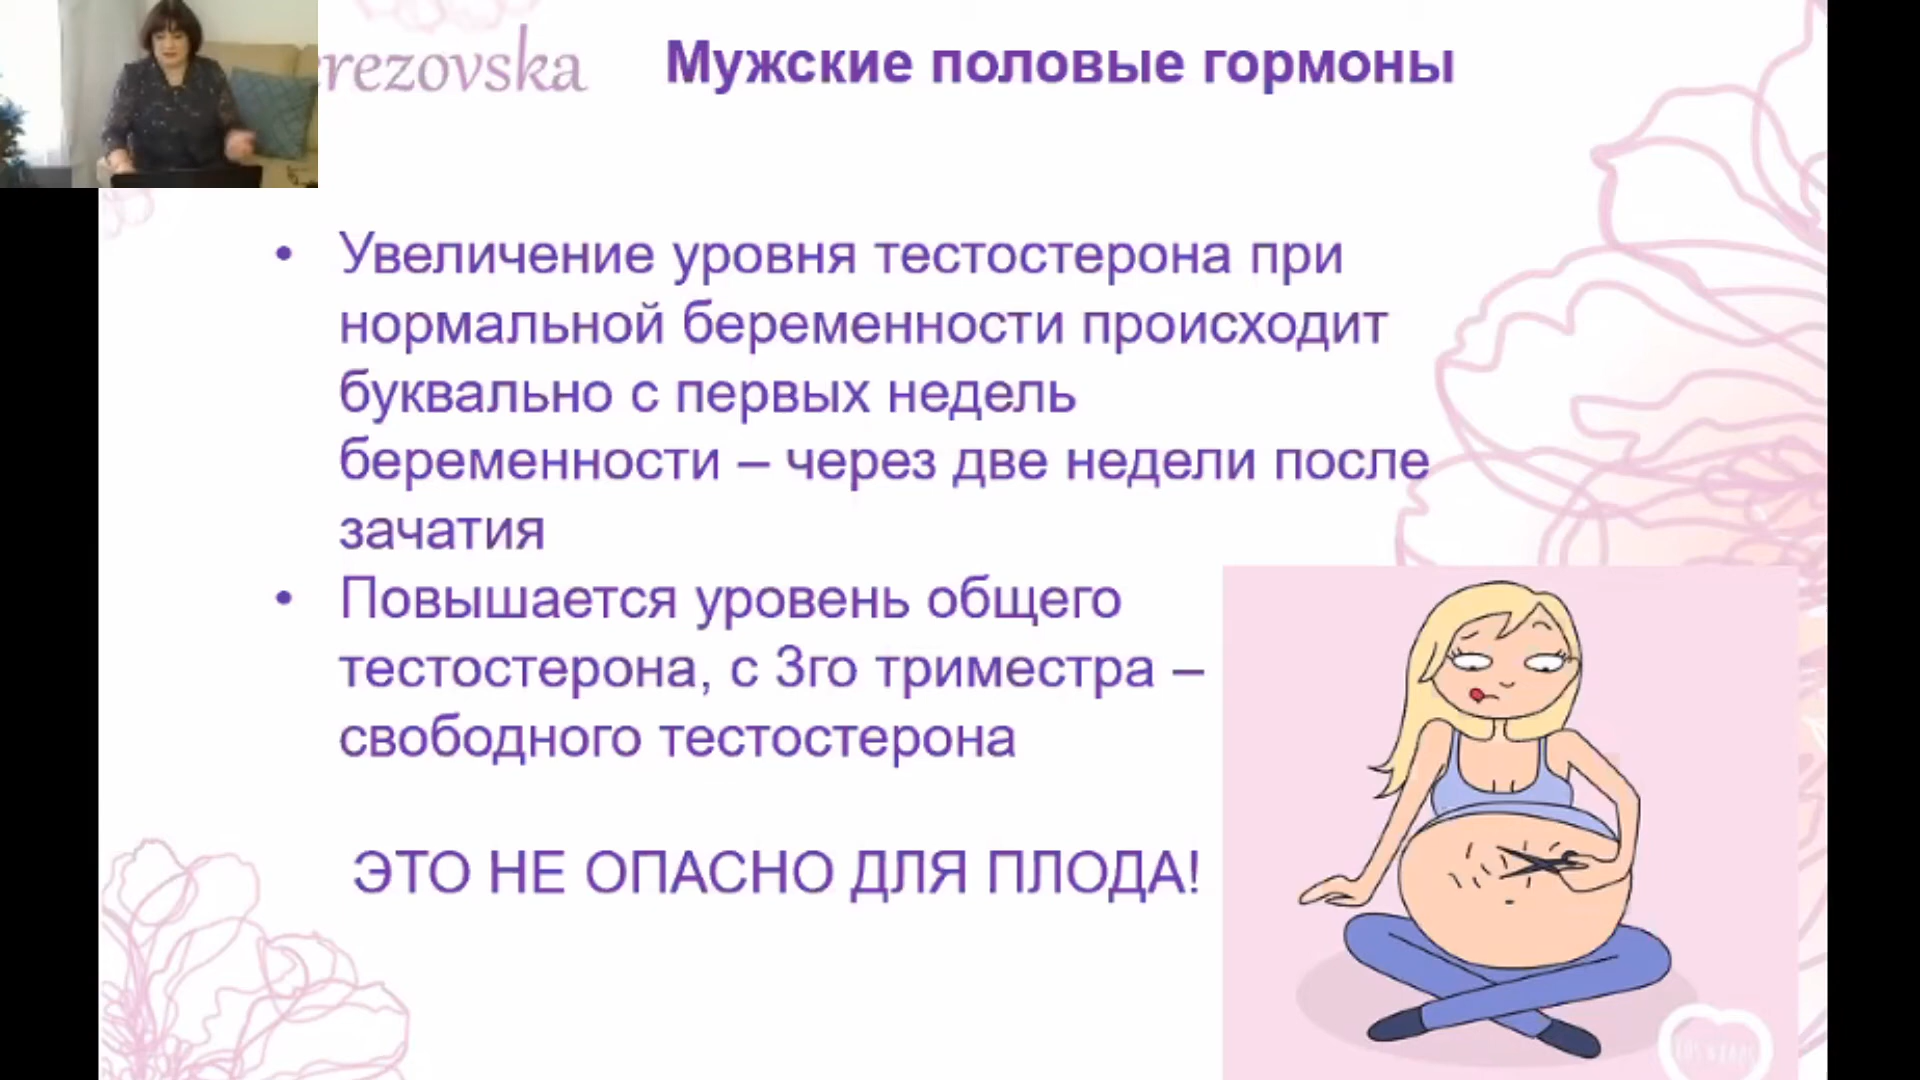 erezovska
Мужские половые гормоны
• Увеличение уровня тестостерона при
нормальной беременности происходит
буквально с первых недель
беременности – через две недели после
зачатия
• Повышается уровень общего
тестостерона, с 3го триместра –
свободного тестостерона
ЭТО НЕ ОПАСНО ДЛЯ ПЛОДА!